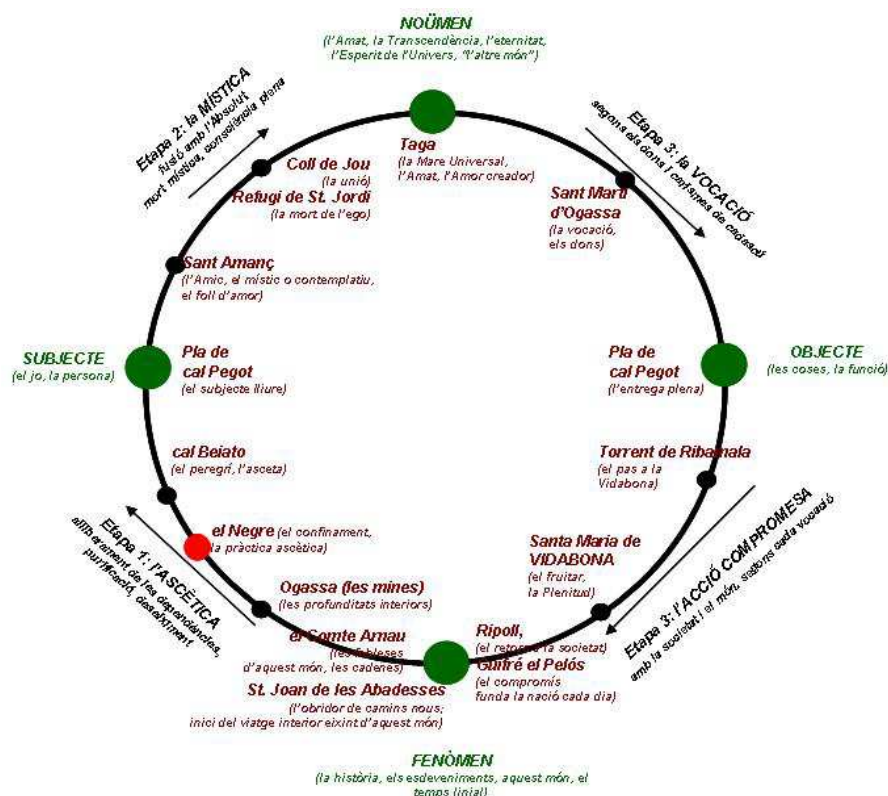 NOÜMEN
(l'Amat, la Transcendència, l'eternitat,
l'Esperit de l'Univers, "l'altre món")
Etapa 2: la MÍSTICA
fusió amb l'Absolut
mort mística, consciència plena
Etapa 3: la VOCACIÓ
segons els dons i carismes de cadascú
Taga
(la Mare Universal,
l'Amat, l'Amor creador)
Coll de Jou
(la unió)
Refugi de St. Jordi
(la mort de l'ego)
Sant Martí
d'Ogassa
(la vocació,
els dons)
Sant Amanç
(l'Amic, el místic o contemplatiu,
el foll d'amor)
SUBJECTE
(el jo, la persona)
Pla de
cal Pegot
(el subjecte lliure)
Pla de
cal Pegot
(l'entrega plena)
OBJECTE
(les coses, la funció)
cal Beiato
(el peregrí, l'asceta)
Torrent de Ribamala
(el pas a la
Vidabona)
el Negre (el confinament,
la pràctica ascètica)
Etapa 1: l'ASCÈTICA
alliberament de les dependències,
purificació, deseiximent
Santa Maria de
VIDABONA
(el fruitar,
la Plenitud)
Etapa 3: l'ACCIÓ COMPROMESA
amb la societat i el món, segons cada vocació
Ogassa (les mines)
(les profunditats interiors)
el Comte Arnau
(les febleses
d'aquest món, les cadenes)
St. Joan de les Abadesses
(l'obridor de camins nous;
inici del viatge interior eixint d'aquest món)
Ripoll,
(el retorn a la societat)
Guifré el Pelós
(el compromís
funda la nació cada dia)
FENÒMEN
(la història, els esdeveniments, aquest món, el
temps linial)